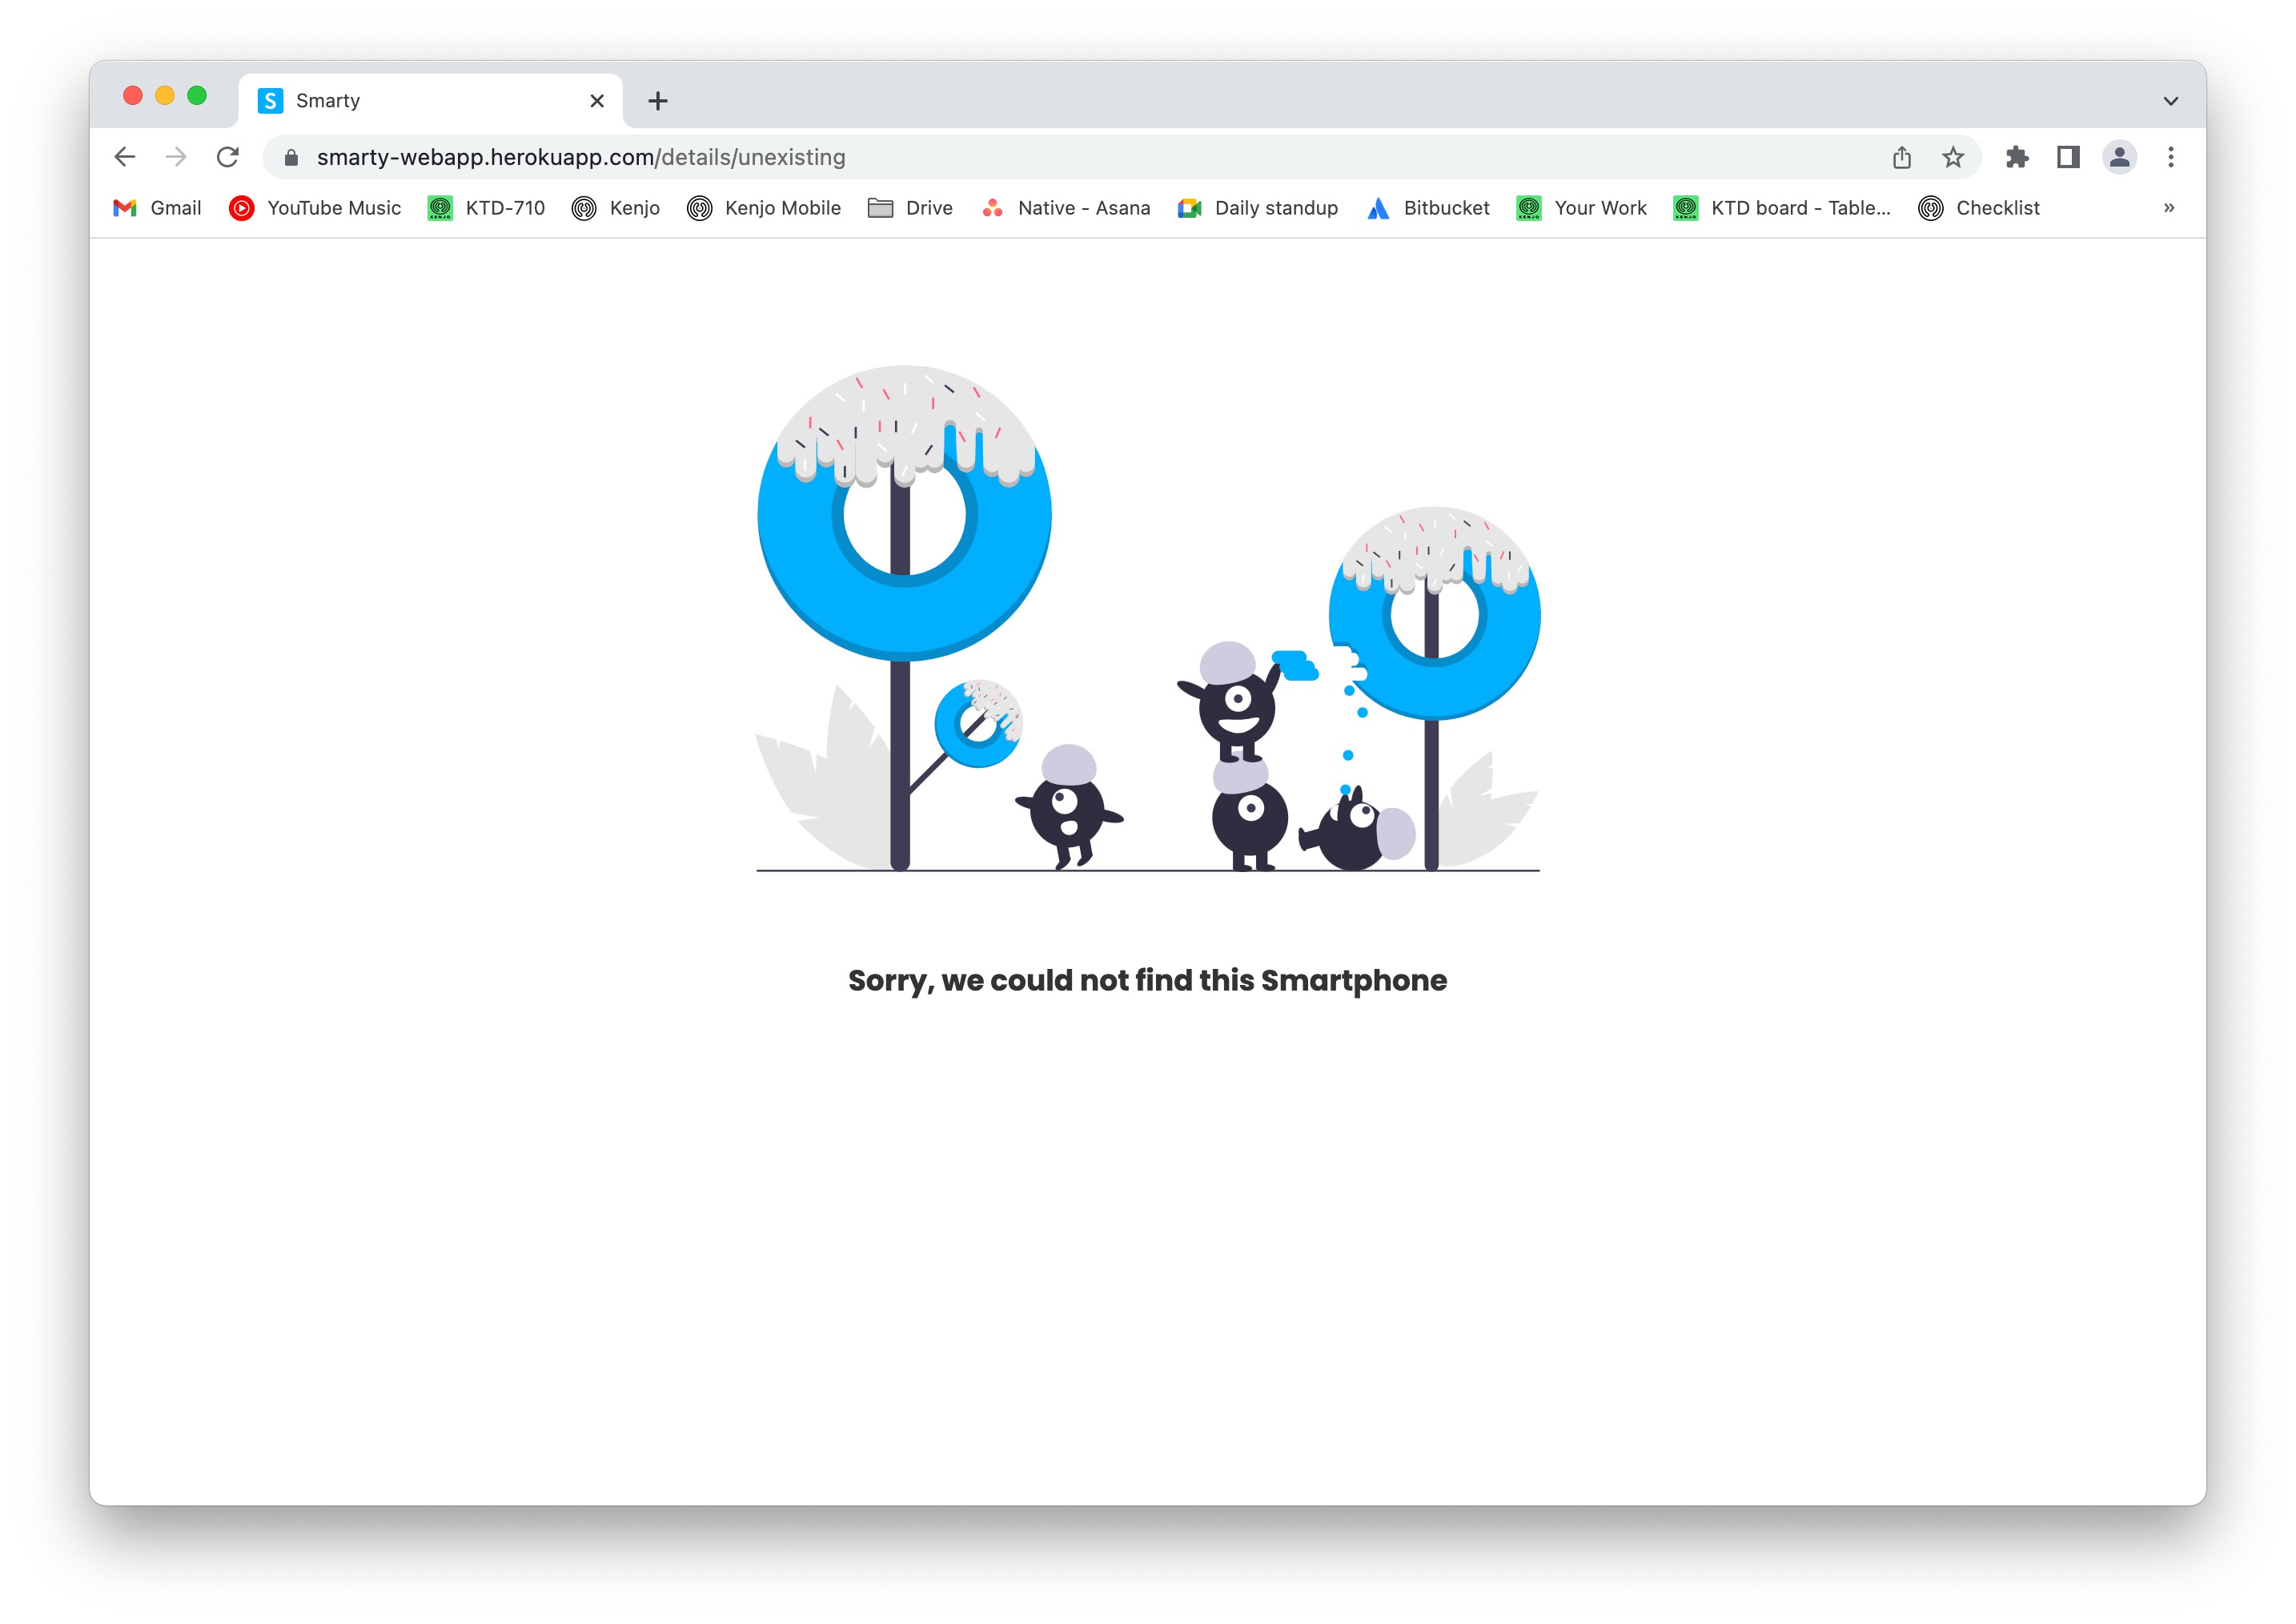 S Smarty
smarty-webapp.herokuapp.com/details/unexisting
Gmail YouTube Music KTD-710 Kenjo Kenjo Mobile Drive Native - Asana Daily standup Bitbucket Your Work KTD board - Table... Checklist »
Sorry, we could not find this Smartphone